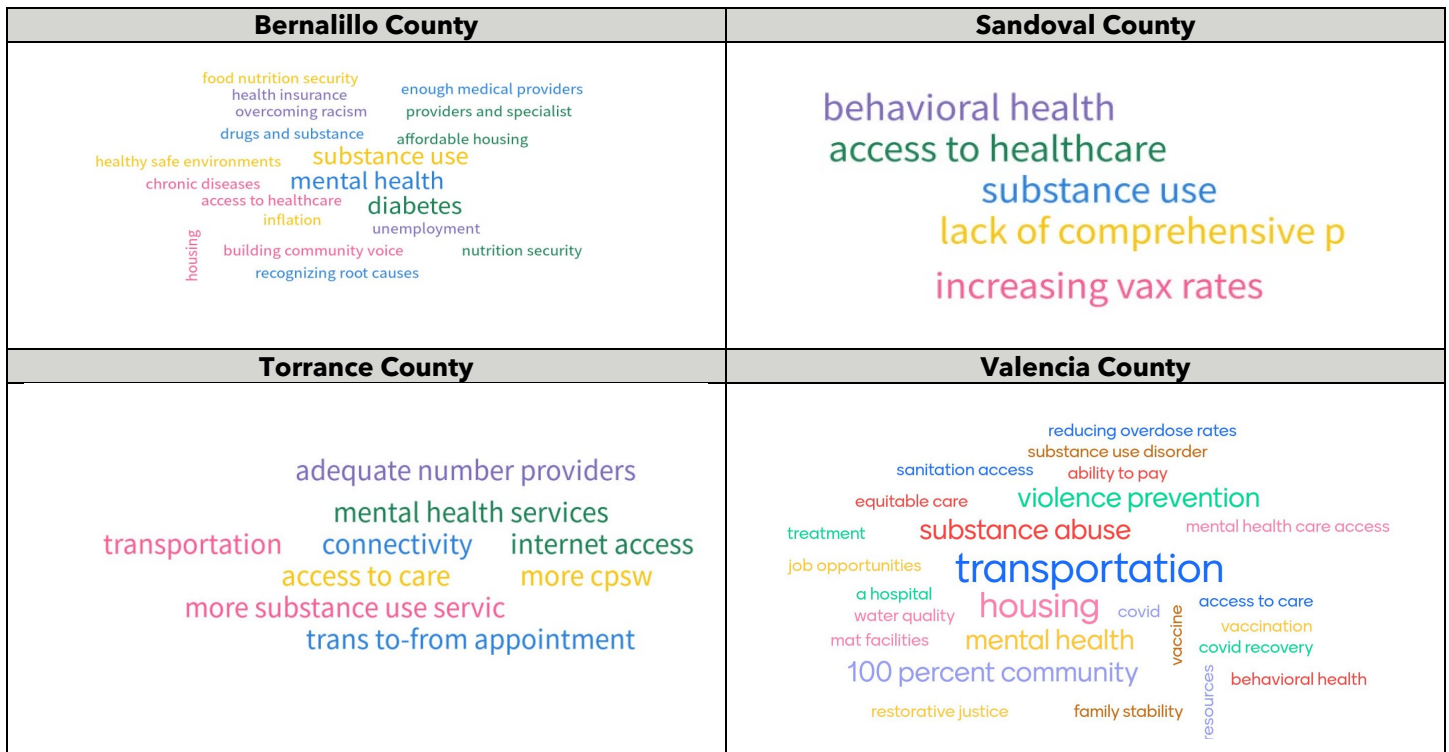 Bernalillo County
food nutrition security
health insurance
enough medical providers
overcoming racism
providers and specialist
drugs and substance
affordable housing
healthy safe environments
substance use
chronic diseases
mental health
access to healthcare
diabetes
inflation
unemployment
housing
building community voice
nutrition security
recognizing root causes
Sandoval County
behavioral health
access to healthcare
substance use
lack of comprehensive p
increasing vax rates
Torrance County
adequate number providers
mental health services
transportation
connectivity
internet access
access to care
more cpsw
more substance use servic
trans to-from appointment
Valencia County
reducing overdose rates
substance use disorder
sanitation access
ability to pay
equitable care
violence prevention
treatment
substance abuse
mental health care access
job opportunities
transportation
a hospital
housing
covid
access to care
water quality
vaccine
vaccination
mat facilities
mental health
covid recovery
100 percent community
resources
behavioral health
restorative justice
family stability